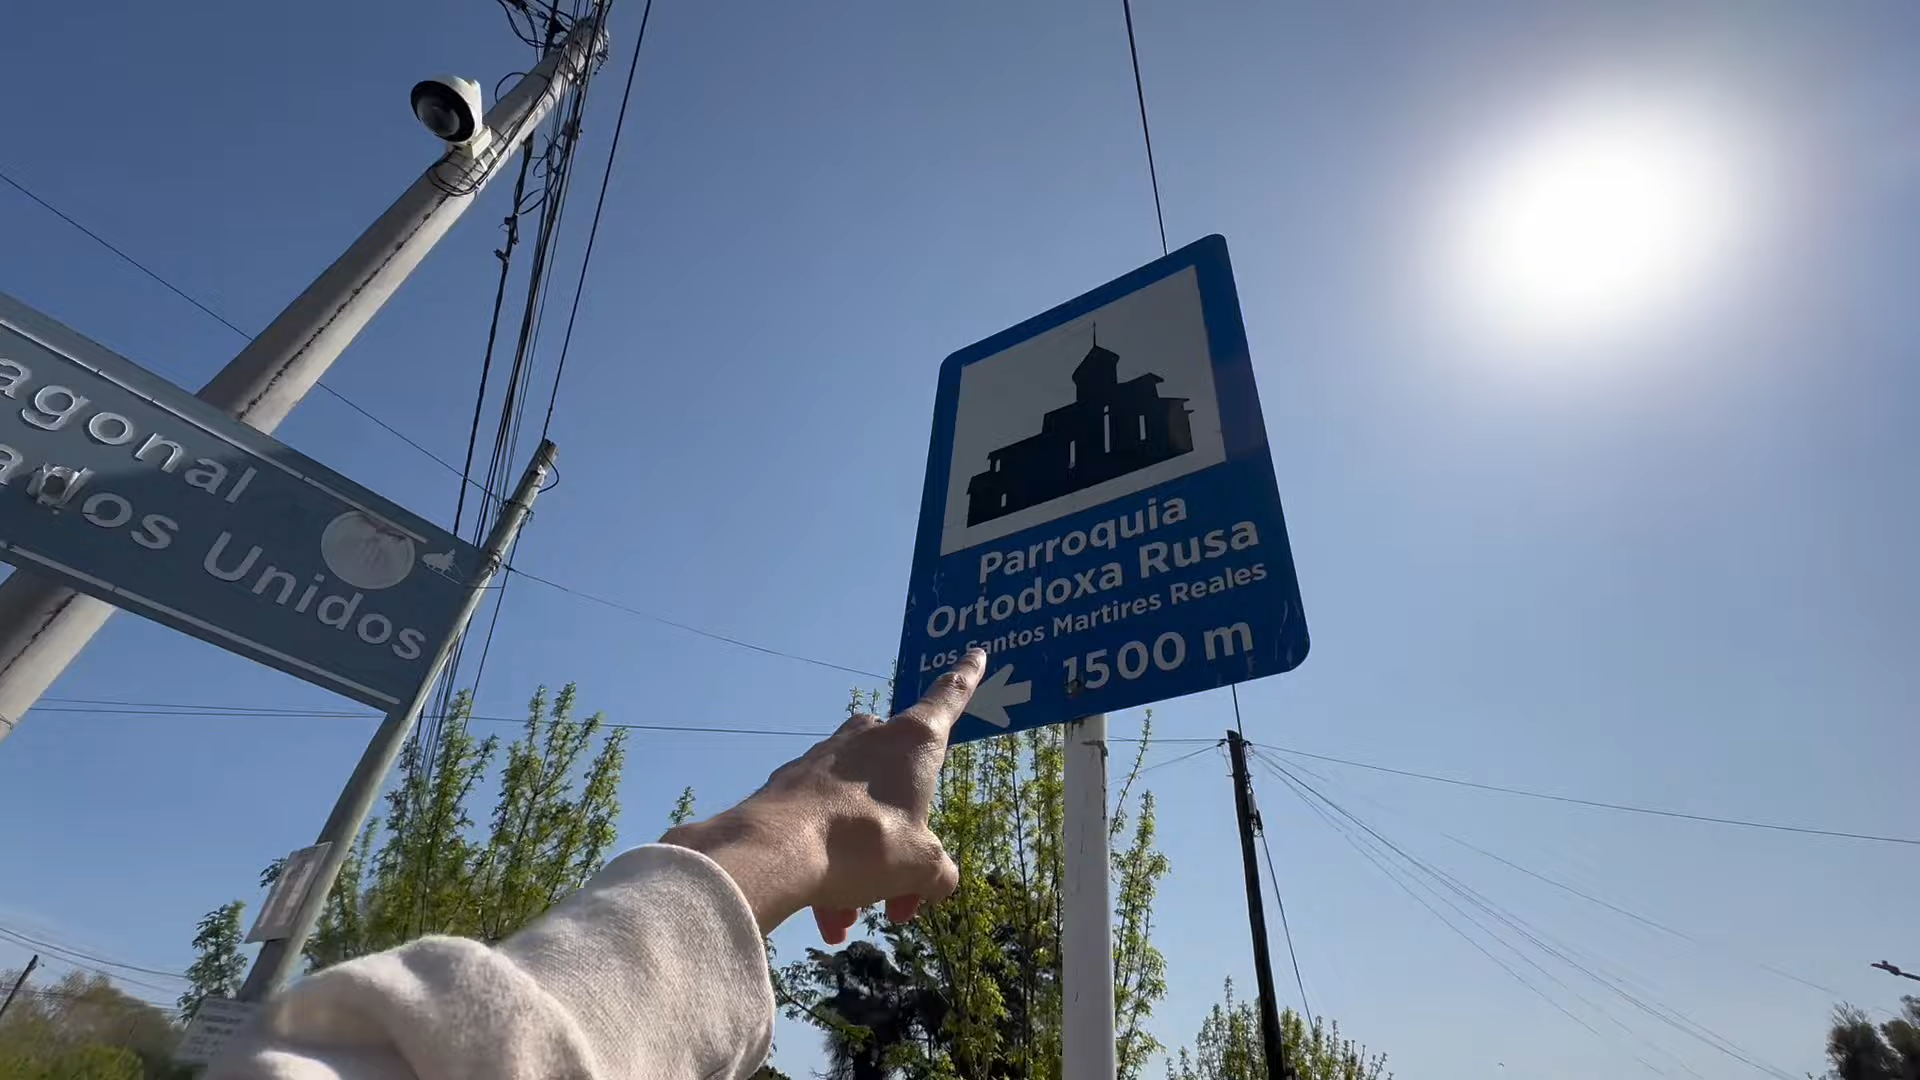 agonal
ados Unidos
Parroquia
Ortodoxa Rusa
Los Santos Martires Reales
1500 m